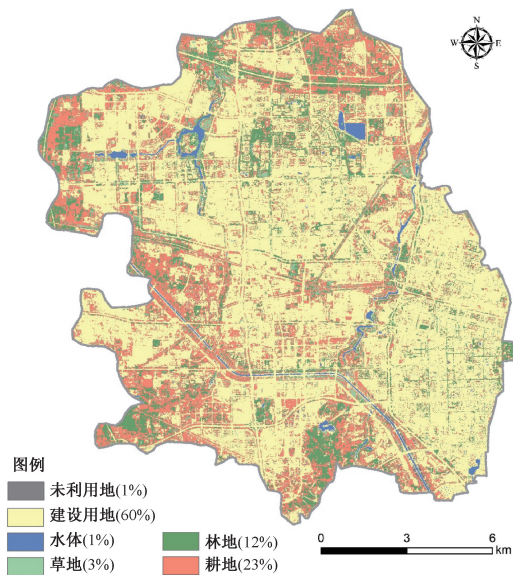 N
W E
S
图例
未利用地(1%)
建设用地(60%)
水体(1%) 林地(12%)
草地(3%) 耕地(23%)
0 3 6
km